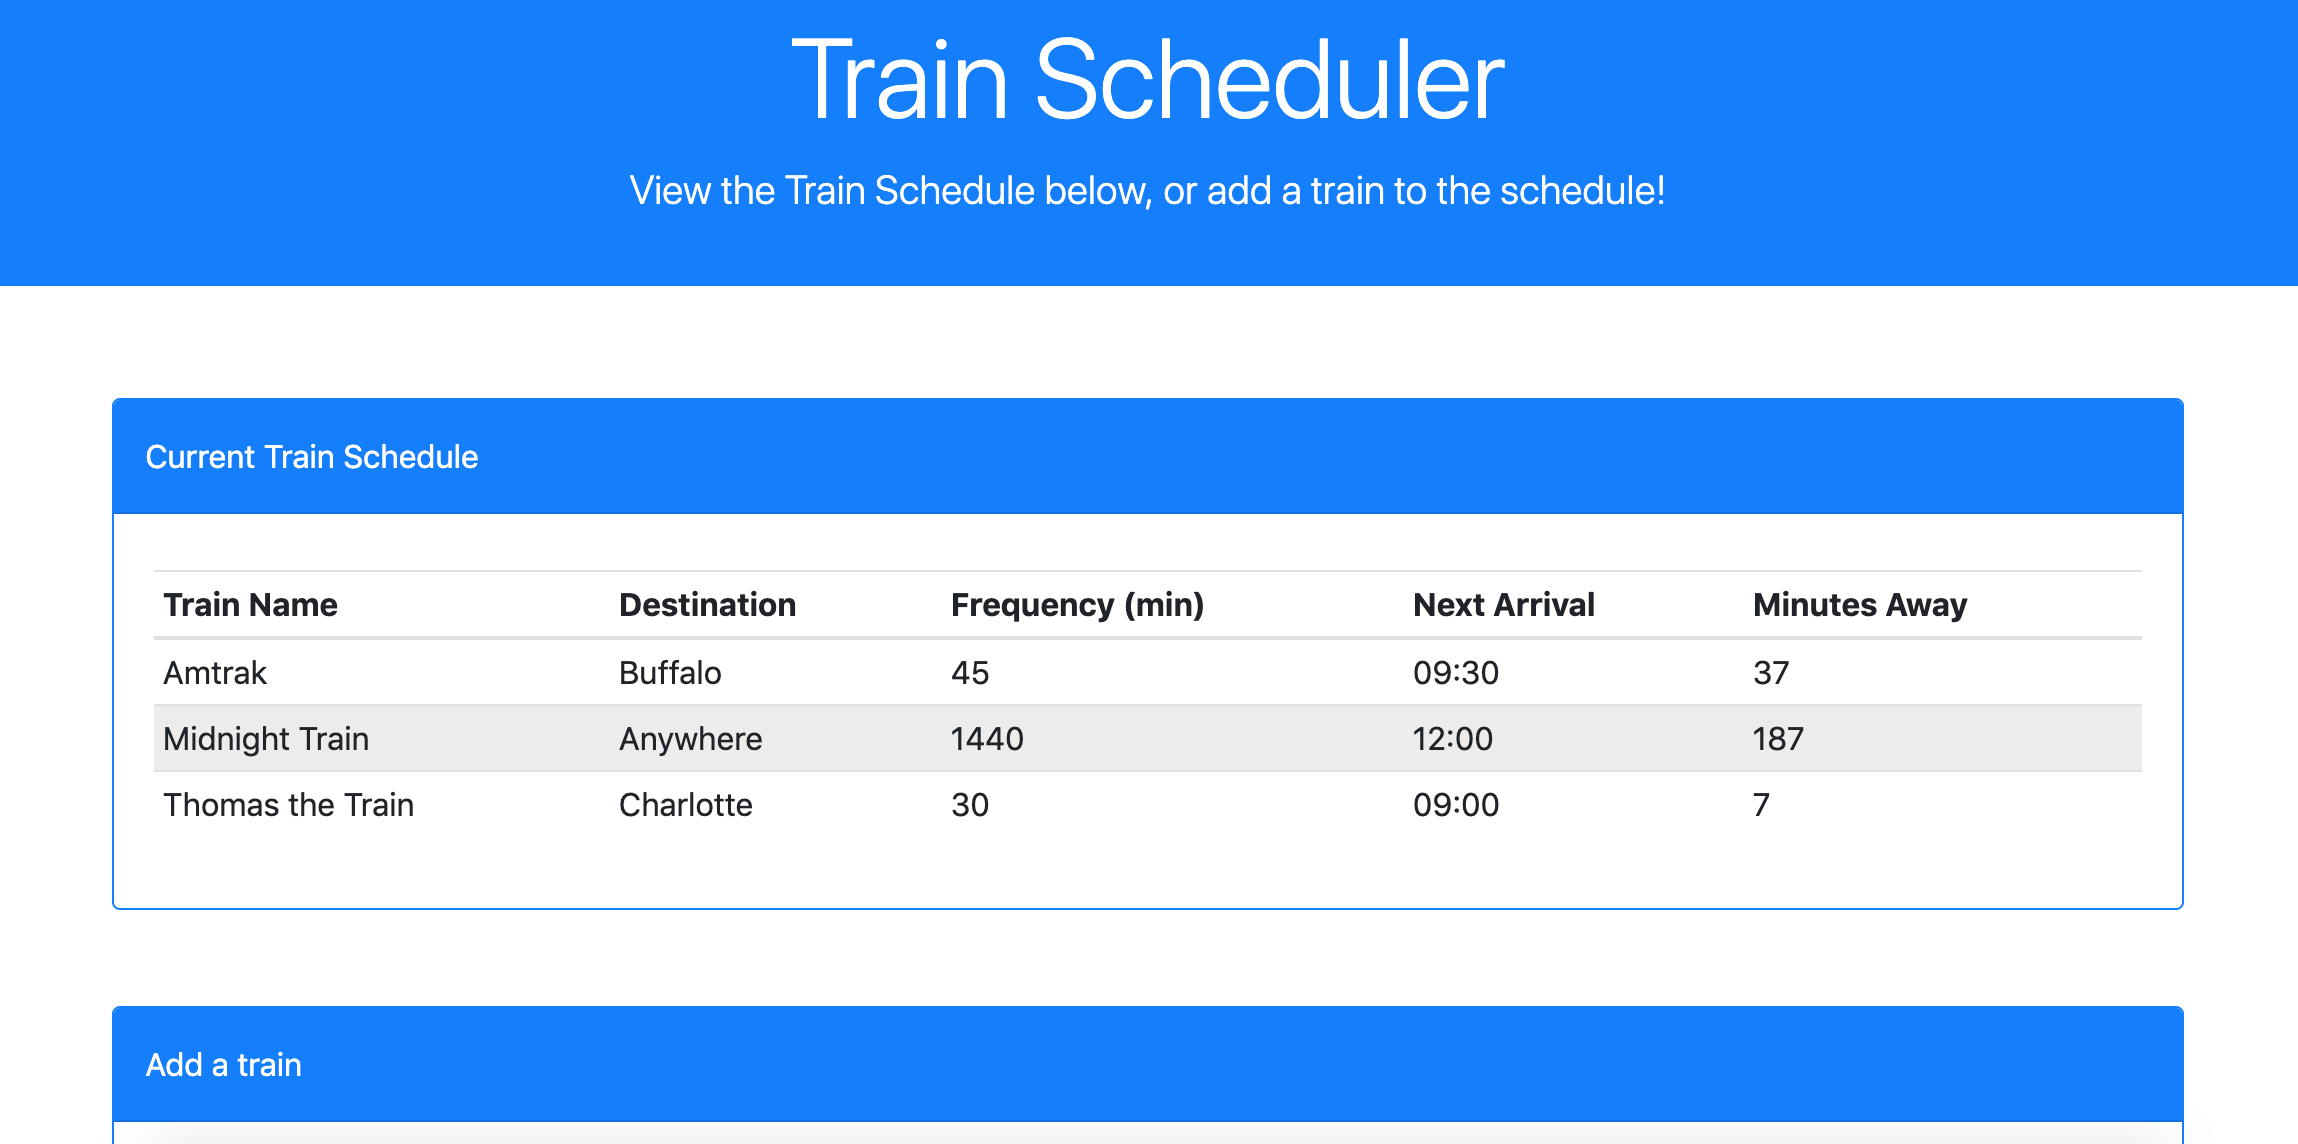 Train Scheduler
View the Train Schedule below, or add a train to the schedule!
Current Train Schedule
Train Name Destination Frequency (min) Next Arrival Minutes Away
Amtrak Buffalo 45 09:30 37
Midnight Train Anywhere 1440 12:00 187
Thomas the Train Charlotte 30 09:00 7
Add a train